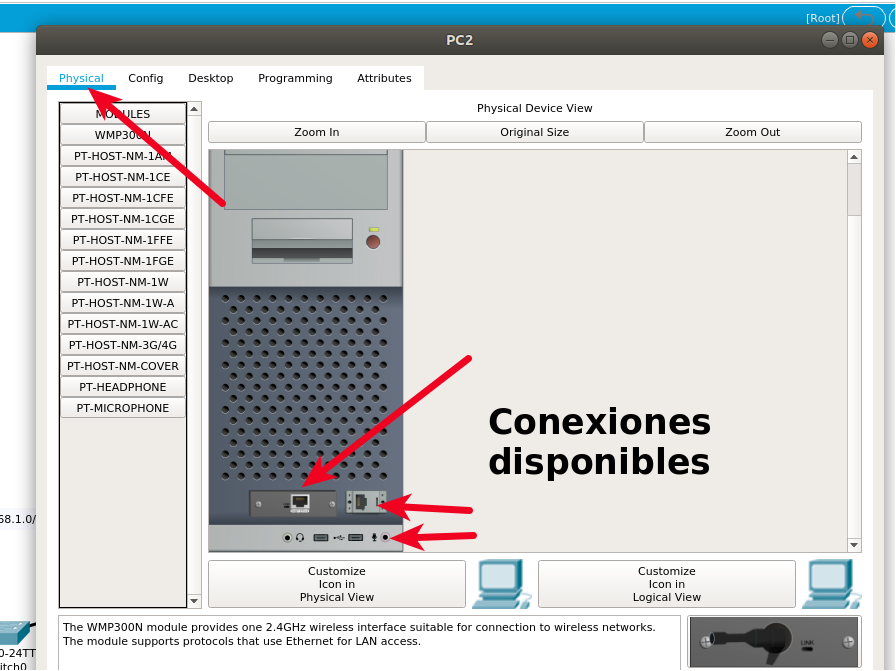 [Root]
PC2
Physical Config Desktop Programming Attributes
Physical Device View
MODULES
WMP300N
PT-HOST-NM-1AM
PT-HOST-NM-1CE
PT-HOST-NM-1CFE
PT-HOST-NM-1CGE
PT-HOST-NM-1FFE
PT-HOST-NM-1FGE
PT-HOST-NM-1W
PT-HOST-NM-1W-A
PT-HOST-NM-1W-AC
PT-HOST-NM-3G/4G
PT-HOST-NM-COVER
PT-HEADPHONE
PT-MICROPHONE
Zoom In Original Size Zoom Out
Conexiones
disponibles
68.1.0/
Customize
Icon in
Physical View
Customize
Icon in
Logical View
The WMP300N module provides one 2.4GHz wireless interface suitable for connection to wireless networks.
The module supports protocols that use Ethernet for LAN access.
LINK
0-24TT
itch0